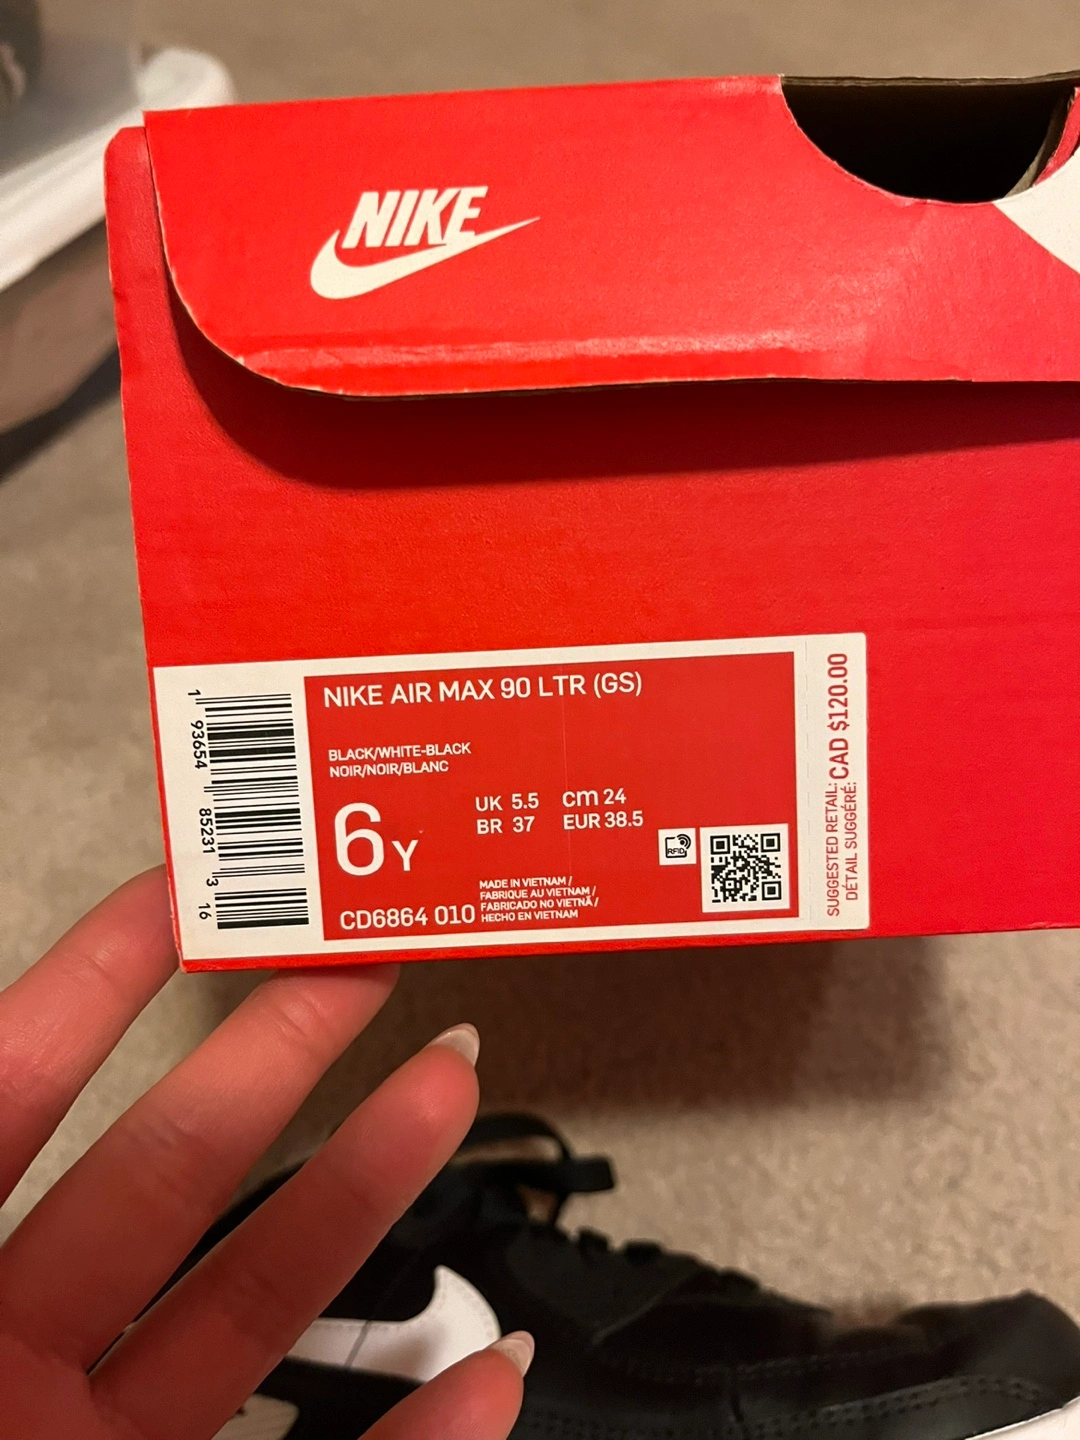 NIKE
NIKE AIR MAX 90 LTR (GS)
BLACK/WHITE-BLACK
NOIR/NOIR/BLANC
6Y
UK 5.5 cm 24
BR 37 EUR 38.5
RFID
MADE IN VIETNAM /
FABRIQUE AU VIETNAM /
FABRICADO NO VIETNÃ /
HECHO EN VIETNAM
CD6864 010
1 93654 85231 3 16
SUGGESTED RETAIL: CAD $120.00
DÉTAIL SUGGÉRÉ: